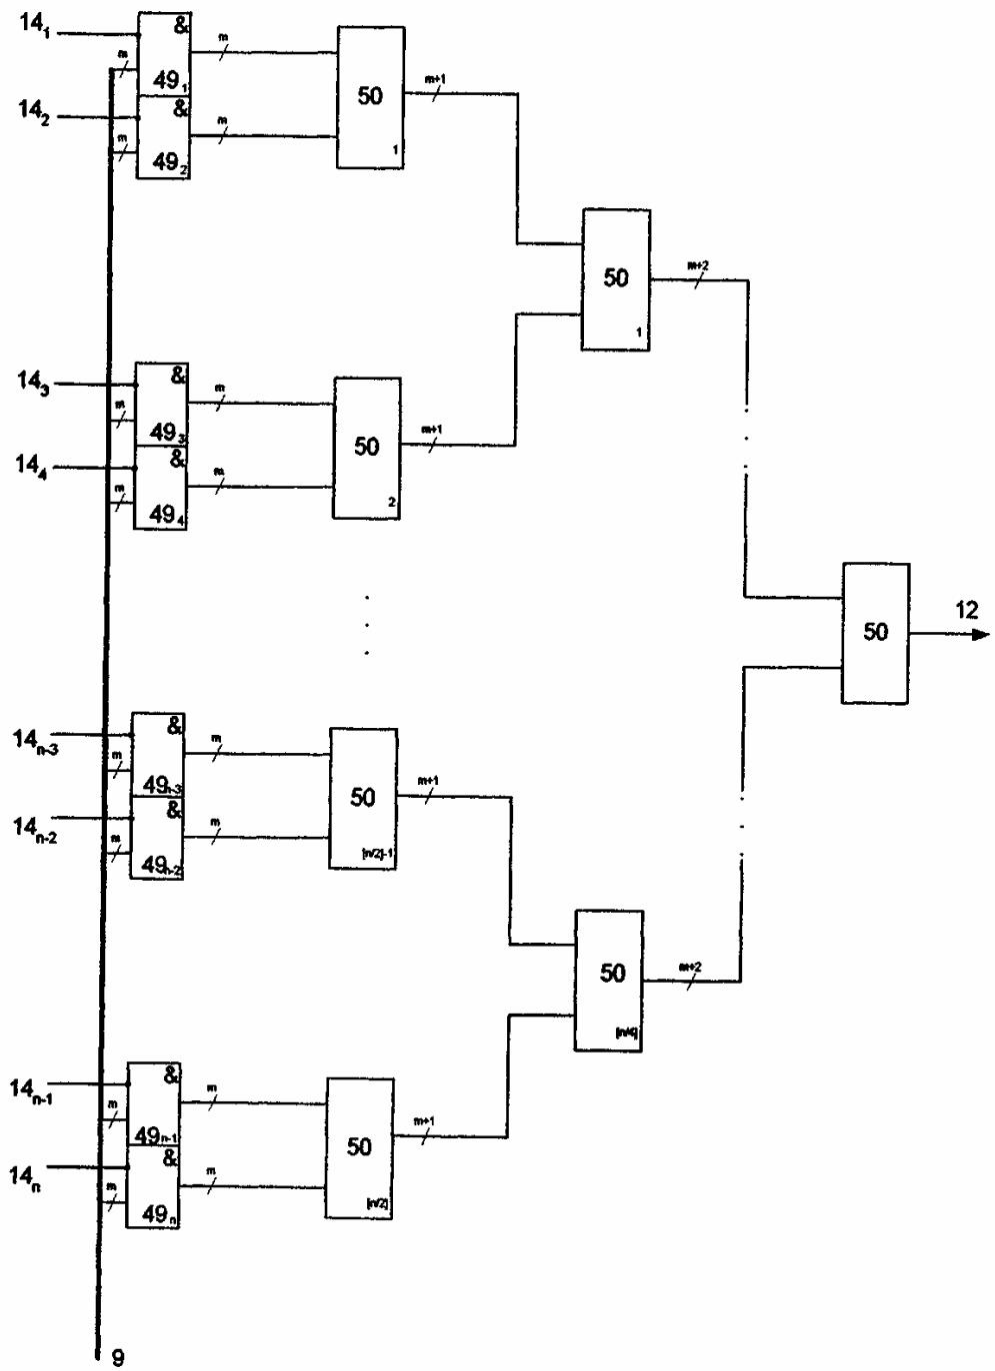 14₁ & m
m 49₁ 50 m+1
14₂ & m
m 49₂ 1
50 m+2
1
14₃ & m
m 49₃ 50 m+1
14₄ & m
m 49₄ 2
. . .
50 12
14n-3 & m
m 49n-3 50 m+1
14n-2 & m
m 49n-2 [n/2]-1
50 m+2
[n/4]
14n-1 & m
m 49n-1 50 m+1
14n & m
m 49n [n/2]
9